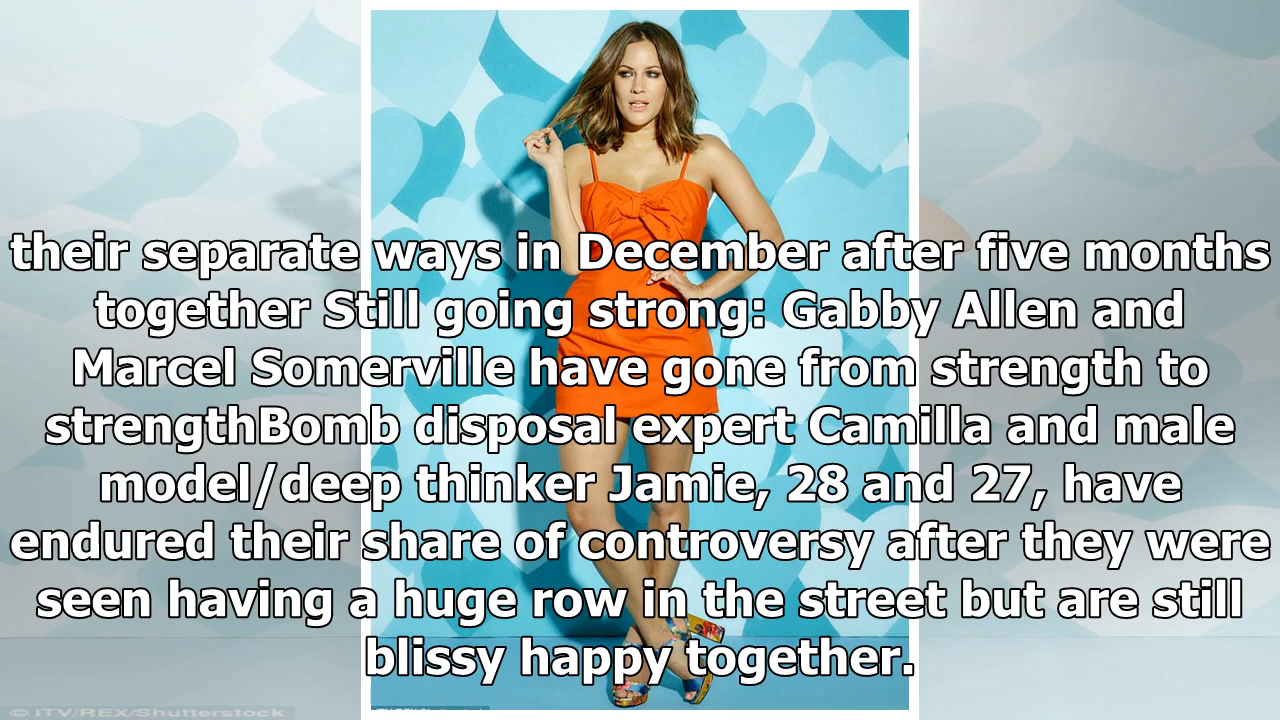 their separate ways in December after five months
together Still going strong: Gabby Allen and
Marcel Somerville have gone from strength to
strengthBomb disposal expert Camilla and male
model/deep thinker Jamie, 28 and 27, have
endured their share of controversy after they were
seen having a huge row in the street but are still
blissy happy together.
© ITV/REX/Shutterstock